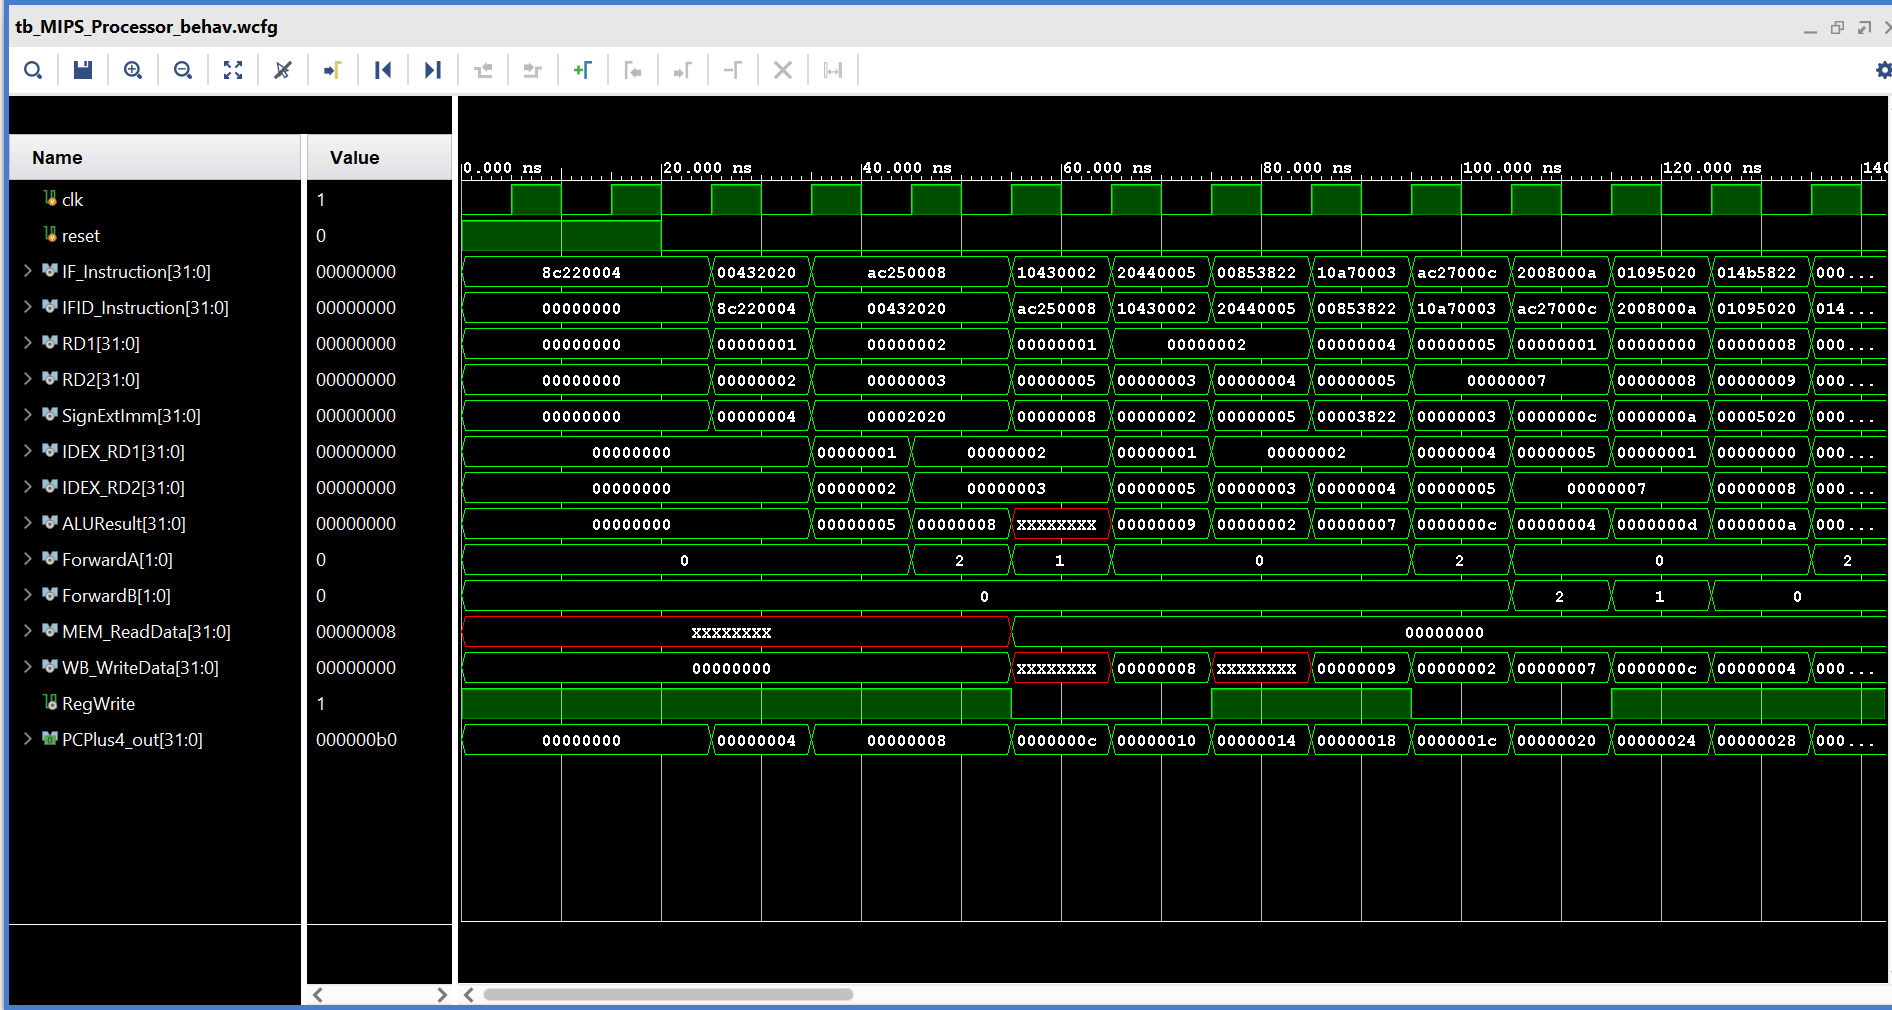 tb_MIPS_Processor_behav.wcfg
Name Value 0.000 ns 20.000 ns 40.000 ns 60.000 ns 80.000 ns 100.000 ns 120.000 ns 140
clk 1
reset 0
IF_Instruction[31:0] 00000000 8c220004 00432020 ac250008 10430002 20440005 00853822 10a70003 ac27000c 2008000a 01095020 014b5822 000...
IFID_Instruction[31:0] 00000000 00000000 8c220004 00432020 ac250008 10430002 20440005 00853822 10a70003 ac27000c 2008000a 01095020 014...
RD1[31:0] 00000000 00000000 00000001 00000002 00000001 00000002 00000004 00000005 00000001 00000000 00000008 000...
RD2[31:0] 00000000 00000000 00000002 00000003 00000005 00000003 00000004 00000005 00000007 00000008 00000009 000...
SignExtImm[31:0] 00000000 00000000 00000004 00002020 00000008 00000002 00000005 00003822 00000003 0000000c 0000000a 00005020 000...
IDEX_RD1[31:0] 00000000 00000000 00000001 00000002 00000001 00000002 00000004 00000005 00000001 00000000 000...
IDEX_RD2[31:0] 00000000 00000000 00000002 00000003 00000005 00000003 00000004 00000005 00000007 00000008 000...
ALUResult[31:0] 00000000 00000000 00000005 00000008 XXXXXXXX 00000009 00000002 00000007 0000000c 00000004 0000000d 0000000a 000...
ForwardA[1:0] 0 0 2 1 0 2 0 2
ForwardB[1:0] 0 0 2 1 0
MEM_ReadData[31:0] 00000008 XXXXXXXX 00000000
WB_WriteData[31:0] 00000000 00000000 XXXXXXXX 00000008 XXXXXXXX 00000009 00000002 00000007 0000000c 00000004 000...
RegWrite 1
PCPlus4_out[31:0] 000000b0 00000000 00000004 00000008 0000000c 00000010 00000014 00000018 0000001c 00000020 00000024 00000028 000...